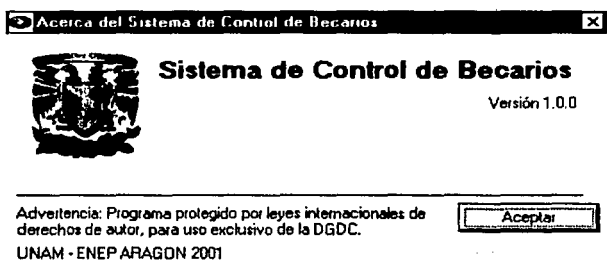 Acerca del Sistema de Control de Becarios
Sistema de Control de Becarios
Versión 1.0.0
Advertencia: Programa protegido por leyes internacionales de
derechos de autor, para uso exclusivo de la DGDC.
Aceptar
UNAM - ENEP ARAGON 2001